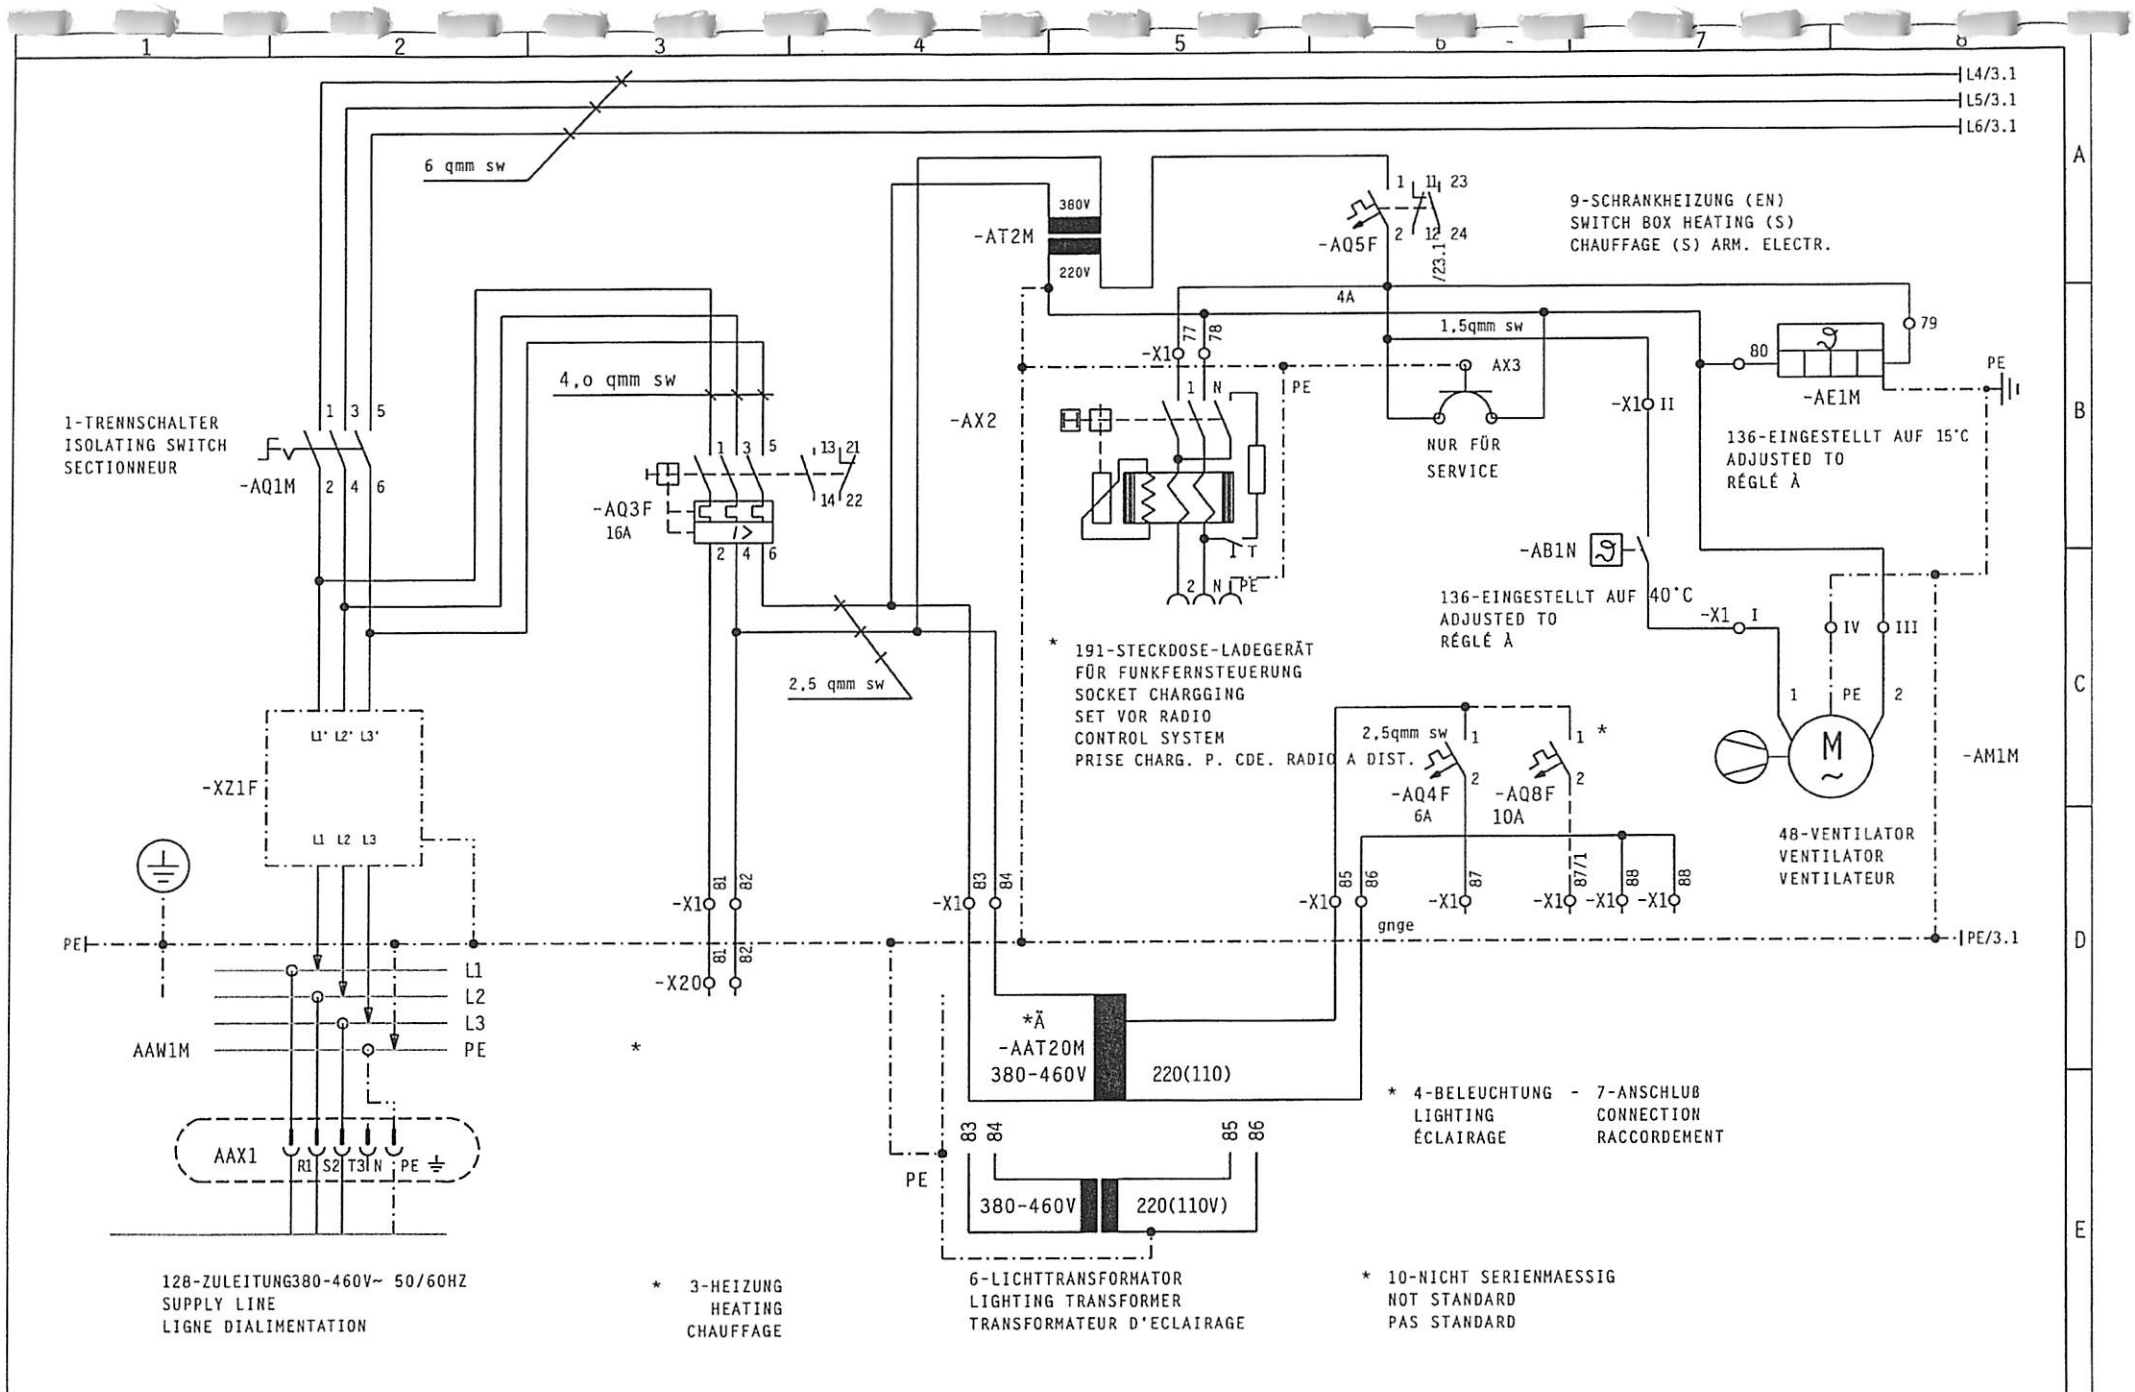 1 2 3 4 5 6 7 8
L4/3.1
L5/3.1
L6/3.1
6 qmm sw
A
380V
-AT2M
220V
1 11 23
-AQ5F 2 12 24
/23.1
9-SCHRANKHEIZUNG (EN)
SWITCH BOX HEATING (S)
CHAUFFAGE (S) ARM. ELECTR.
4A
1,5qmm sw
77 78
-X1
79
80
-AE1M
PE
AX3
PE
NUR FÜR
SERVICE
-X1 II
B
136-EINGESTELLT AUF 15°C
ADJUSTED TO
RÉGLÉ À
1-TRENNSCHALTER
ISOLATING SWITCH
SECTIONNEUR
1 3 5
-AQ1M 2 4 6
4,o qmm sw
1 3 5 13 21
-AQ3F
16A
14 22
I>
2 4 6
-AX2
1 N
T
2 N PE
-AB1N
136-EINGESTELLT AUF 40°C
ADJUSTED TO
RÉGLÉ À
-X1 I
IV III
1 PE 2
M
~
-AM1M
C
2,5 qmm sw
* 191-STECKDOSE-LADEGERÄT
FÜR FUNKFERNSTEUERUNG
SOCKET CHARGGING
SET VOR RADIO
CONTROL SYSTEM
PRISE CHARG. P. CDE. RADIO A DIST.
2,5qmm sw 1 1 *
2 2
-AQ4F -AQ8F
6A 10A
48-VENTILATOR
VENTILATOR
VENTILATEUR
L1' L2' L3'
-XZ1F
L1 L2 L3
81 82
-X1
83 84
-X1
85 86
-X1
87
-X1
87/1
-X1
88
-X1
88
-X1
gnge
PE
PE/3.1
D
81 82
-X20
L1
L2
L3
AAW1M PE
*
*Ä
-AAT20M
380-460V 220(110)
* 4-BELEUCHTUNG - 7-ANSCHLUß
LIGHTING CONNECTION
ÉCLAIRAGE RACCORDEMENT
AAX1 R1 S2 T3 N PE
83 84 85 86
PE
380-460V 220(110V)
E
128-ZULEITUNG380-460V~ 50/60HZ
SUPPLY LINE
LIGNE DIALIMENTATION
* 3-HEIZUNG
HEATING
CHAUFFAGE
6-LICHTTRANSFORMATOR
LIGHTING TRANSFORMER
TRANSFORMATEUR D'ECLAIRAGE
* 10-NICHT SERIENMAESSIG
NOT STANDARD
PAS STANDARD